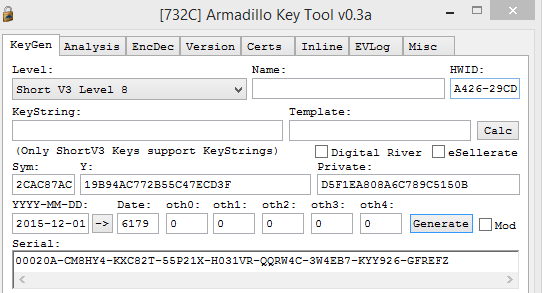 [732C] Armadillo Key Tool v0.3a
KeyGen Analysis EncDec Version Certs Inline EVLog Misc
Level: Name: HWID:
Short V3 Level 8 A426-29CD
KeyString: Template:
Calc
(Only ShortV3 Keys support KeyStrings) Digital River eSellerate
Sym: Y: Private:
2CAC87AC 19B94AC772B55C47ECD3F D5F1EA808A6C789C5150B
YYYY-MM-DD: Date: oth0: oth1: oth2: oth3: oth4:
2015-12-01 -> 6179 0 0 0 0 0 Generate Mod
Serial:
00020A-CM8HY4-KXC82T-55P21X-H031VR-QQRW4C-3W4EB7-KYY926-GFREFZ